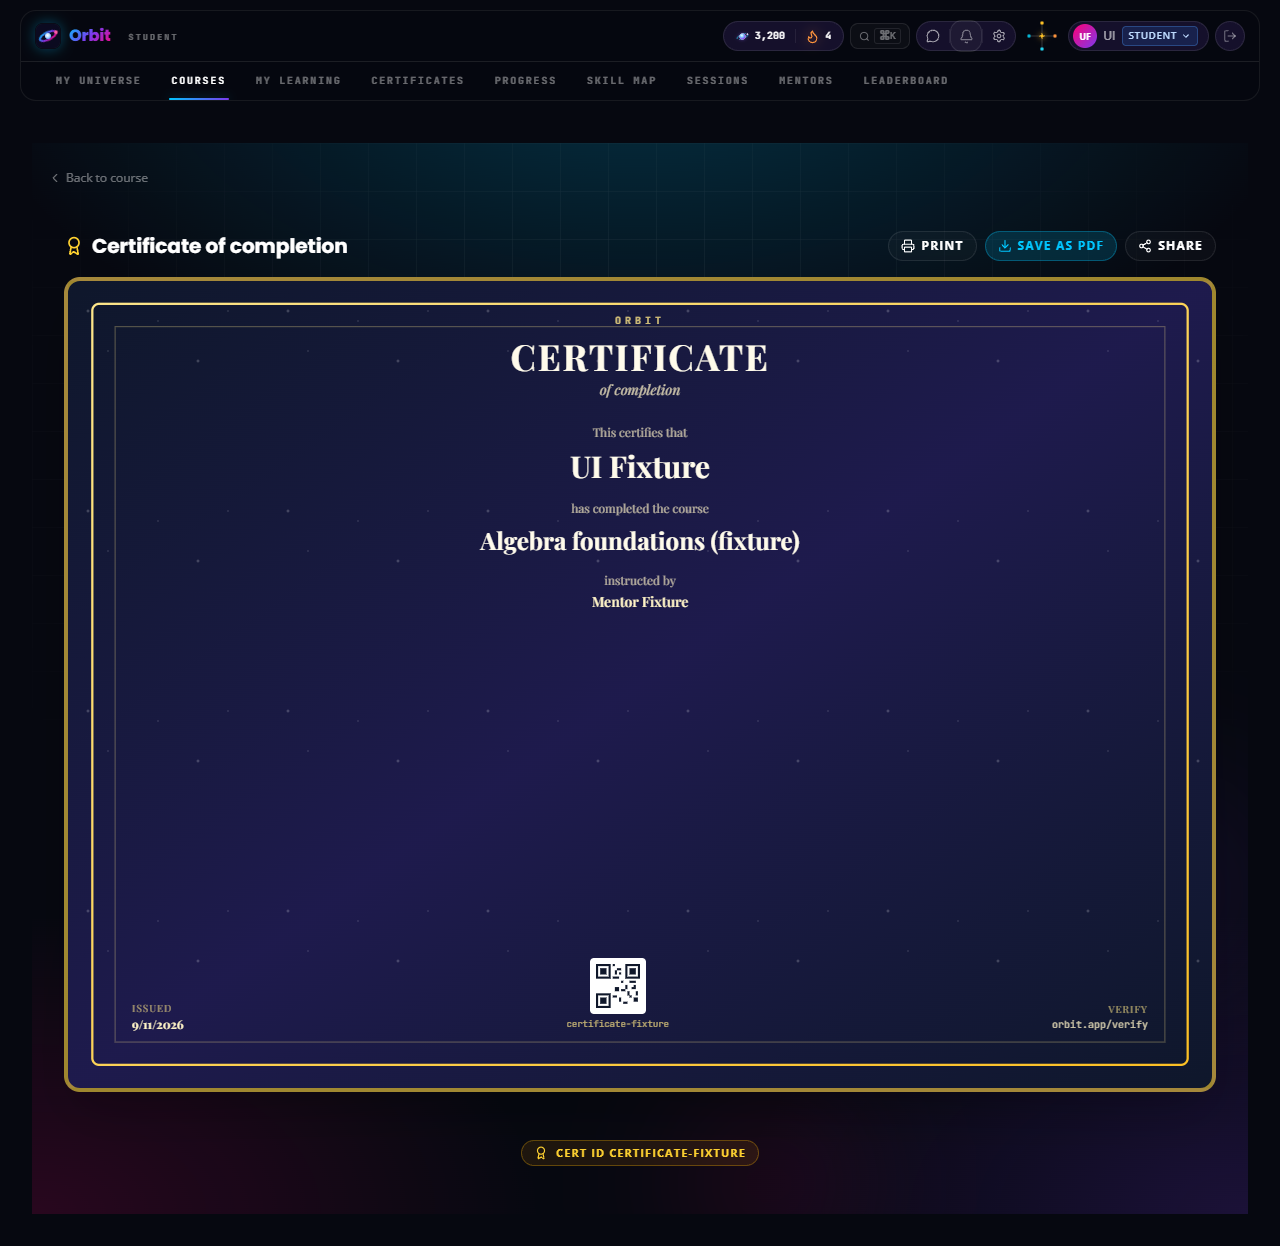 Orbit STUDENT 3,200 4 ⌘K UF UI STUDENT
MY UNIVERSE COURSES MY LEARNING CERTIFICATES PROGRESS SKILL MAP SESSIONS MENTORS LEADERBOARD
Back to course
Certificate of completion PRINT SAVE AS PDF SHARE
ORBIT
CERTIFICATE
of completion
This certifies that
UI Fixture
has completed the course
Algebra foundations (fixture)
instructed by
Mentor Fixture
ISSUED VERIFY
9/11/2026 certificate-fixture orbit.app/verify
CERT ID CERTIFICATE-FIXTURE